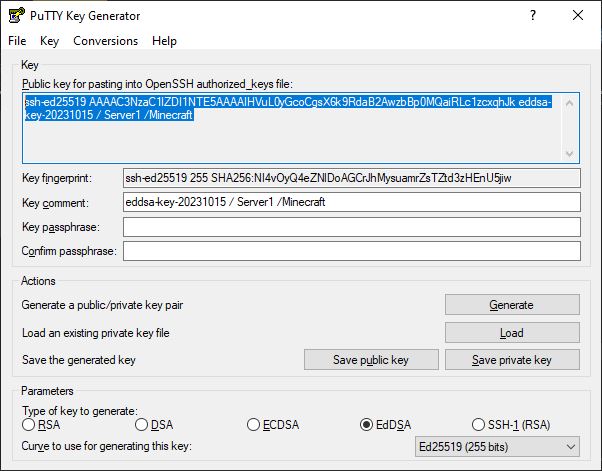 PuTTY Key Generator
File Key Conversions Help
Key
Public key for pasting into OpenSSH authorized_keys file:
ssh-ed25519 AAAAC3NzaC1lZDI1NTE5AAAAIHVuL0yGcoCgsX6k9RdaB2AwzbBp0MQaiRLc1zcxqhJk eddsa-
key-20231015 / Server1 /Minecraft
Key fingerprint: ssh-ed25519 255 SHA256:NI4vOyQ4eZNIDoAGCrJhMysuamrZsTZtd3zHEnU5jiw
Key comment: eddsa-key-20231015 / Server1 /Minecraft
Key passphrase:
Confirm passphrase:
Actions
Generate a public/private key pair Generate
Load an existing private key file Load
Save the generated key Save public key Save private key
Parameters
Type of key to generate:
RSA DSA ECDSA EdDSA SSH-1 (RSA)
Curve to use for generating this key: Ed25519 (255 bits)